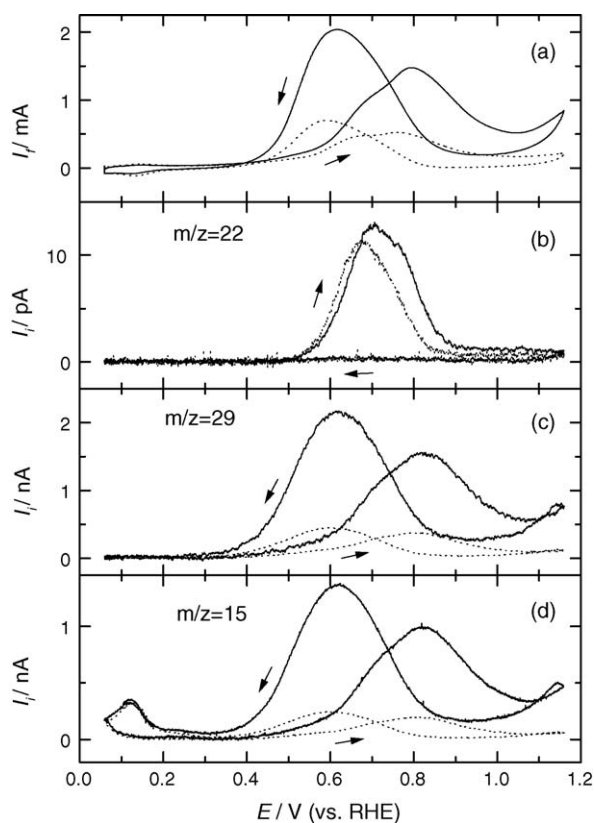 (a)
2
1
0
I_f / mA
m/z=22
(b)
10
0
I_i / pA
m/z=29
(c)
2
1
0
I_i / nA
m/z=15
(d)
1
0
I_i / nA
0.0 0.2 0.4 0.6 0.8 1.0 1.2
E / V (vs. RHE)